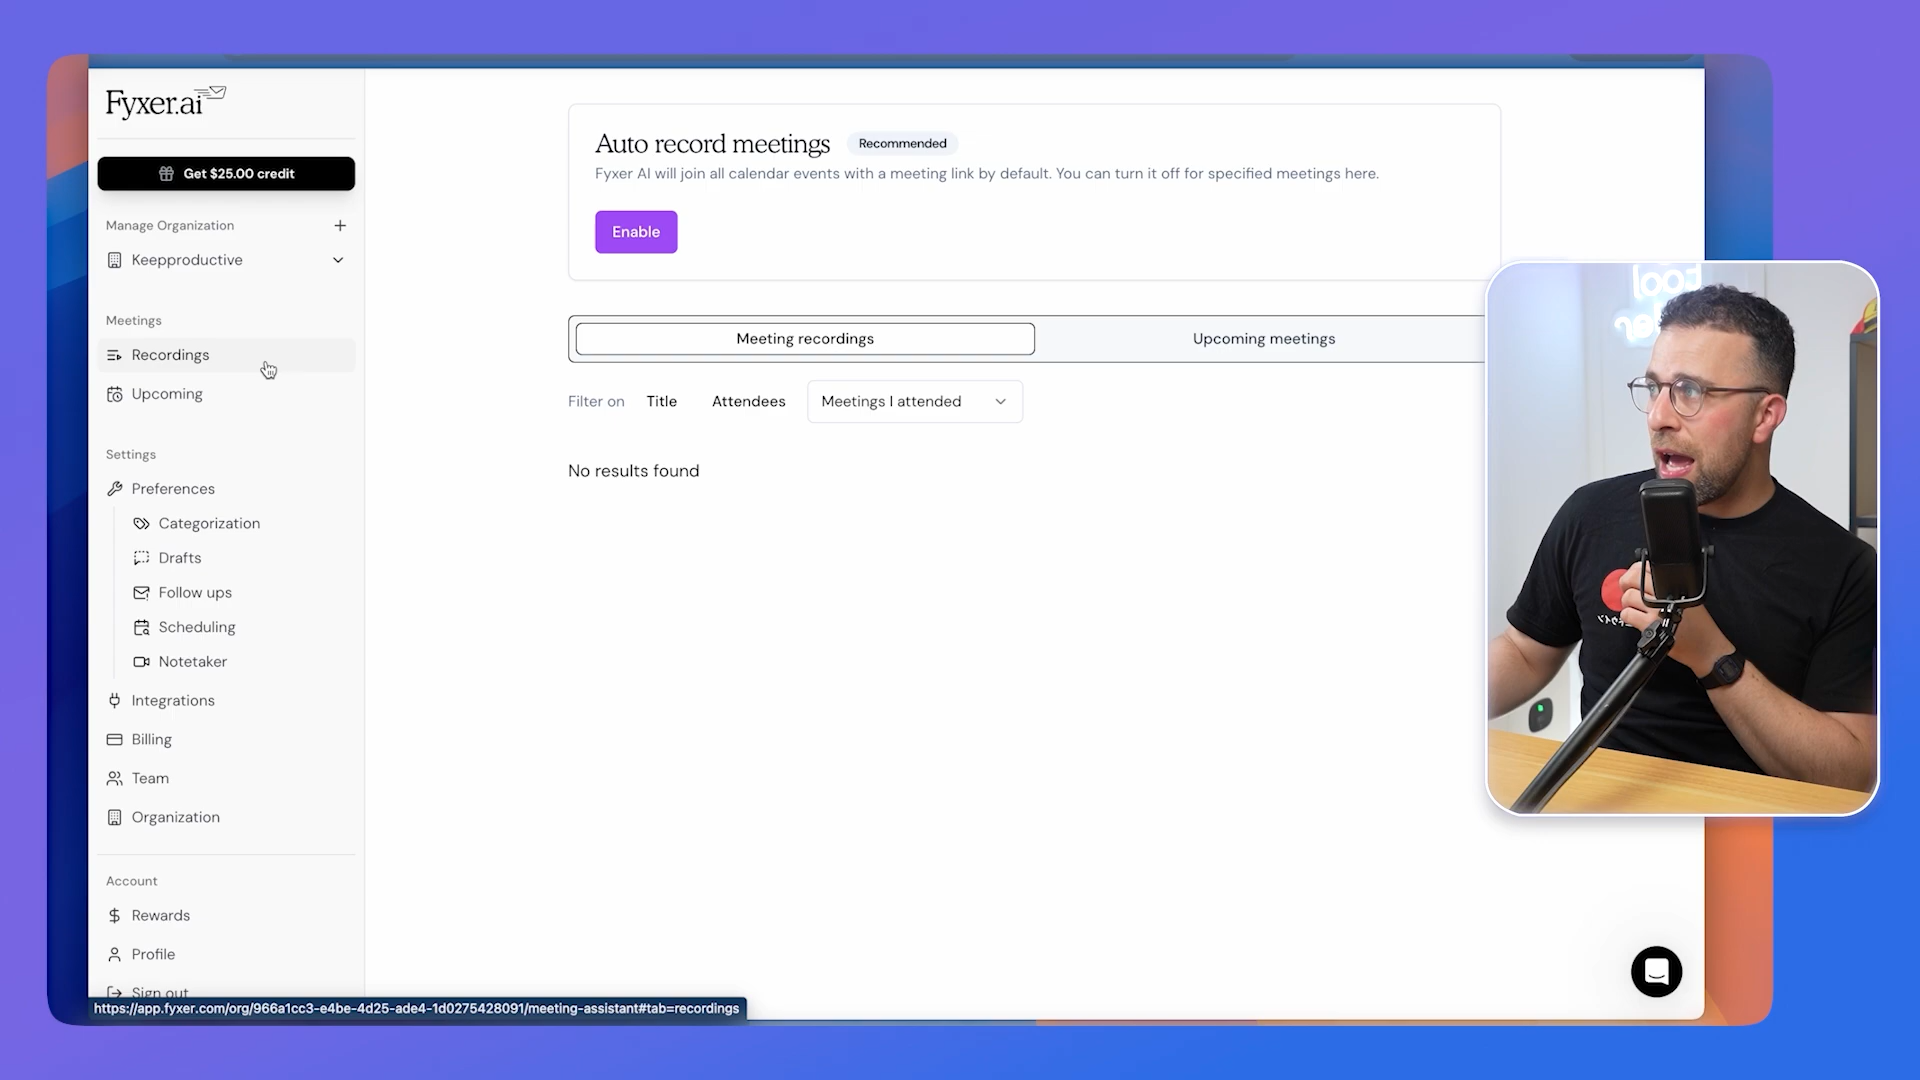 Fyxer.ai
Get $25.00 credit
Manage Organization
Keepproductive
Meetings
Recordings
Upcoming
Settings
Preferences
Categorization
Drafts
Follow ups
Scheduling
Notetaker
Integrations
Billing
Team
Organization
Account
Rewards
Profile
Sign out
https://app.fyxer.com/org/966a1cc3-e4be-4d25-ade4-1d0275428091/meeting-assistant#tab=recordings
Auto record meetings Recommended
Fyxer AI will join all calendar events with a meeting link by default. You can turn it off for specified meetings here.
Enable
Meeting recordings Upcoming meetings
Filter on Title Attendees Meetings I attended
No results found